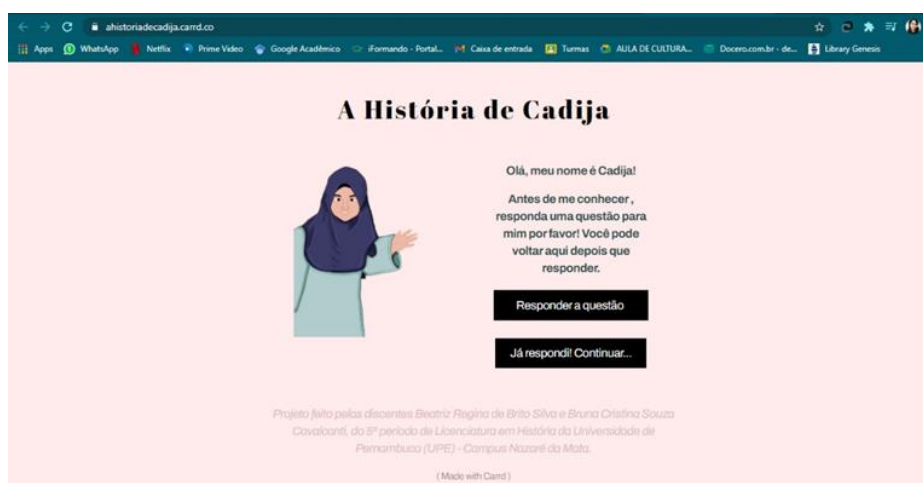 ahistoriadecadija.carrd.co
Apps WhatsApp Netflix Prime Video Google Acadêmico iFormando - Portal... Caixa de entrada Turmas AULA DE CULTURA... Docero.com.br - de... Library Genesis
A História de Cadija
Olá, meu nome é Cadija!
Antes de me conhecer ,
responda uma questão para
mim por favor! Você pode
voltar aqui depois que
responder.
Responder a questão
Já respondi! Continuar...
Projeto feito pelas discentes Beatriz Regina de Brito Silva e Bruna Cristina Souza
Cavalcanti, do 5º período de Licenciatura em História da Universidade de
Pernambuco (UPE) - Campus Nazaré da Mata.
( Made with Carrd )